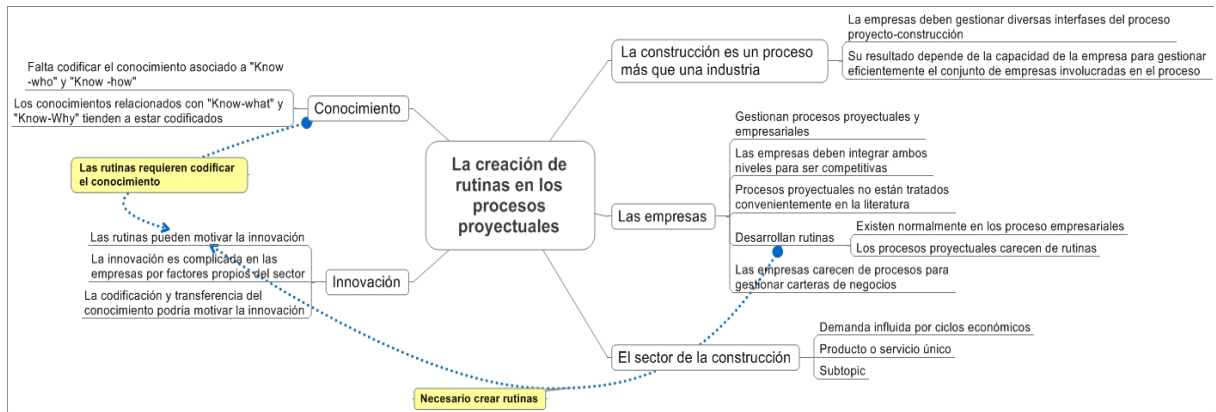 La creación de
rutinas en los
procesos
proyectuales
La construcción es un proceso
más que una industria
La empresas deben gestionar diversas interfases del proceso
proyecto-construcción
Su resultado depende de la capacidad de la empresa para gestionar
eficientemente el conjunto de empresas involucradas en el proceso
Las empresas
Gestionan procesos proyectuales y
empresariales
Las empresas deben integrar ambos
niveles para ser competitivas
Procesos proyectuales no están tratados
convenientemente en la literatura
Desarrollan rutinas
Existen normalmente en los proceso empresariales
Los procesos proyectuales carecen de rutinas
Las empresas carecen de procesos para
gestionar carteras de negocios
El sector de la construcción
Demanda influida por ciclos económicos
Producto o servicio único
Subtopic
Conocimiento
Falta codificar el conocimiento asociado a "Know
-who" y "Know -how"
Los conocimientos relacionados con "Know-what" y
"Know-Why" tienden a estar codificados
Las rutinas requieren codificar
el conocimiento
Innovación
Las rutinas pueden motivar la innovación
La innovación es complicada en las
empresas por factores propios del sector
La codificación y transferencia del
conocimiento podría motivar la innovación
Necesario crear rutinas